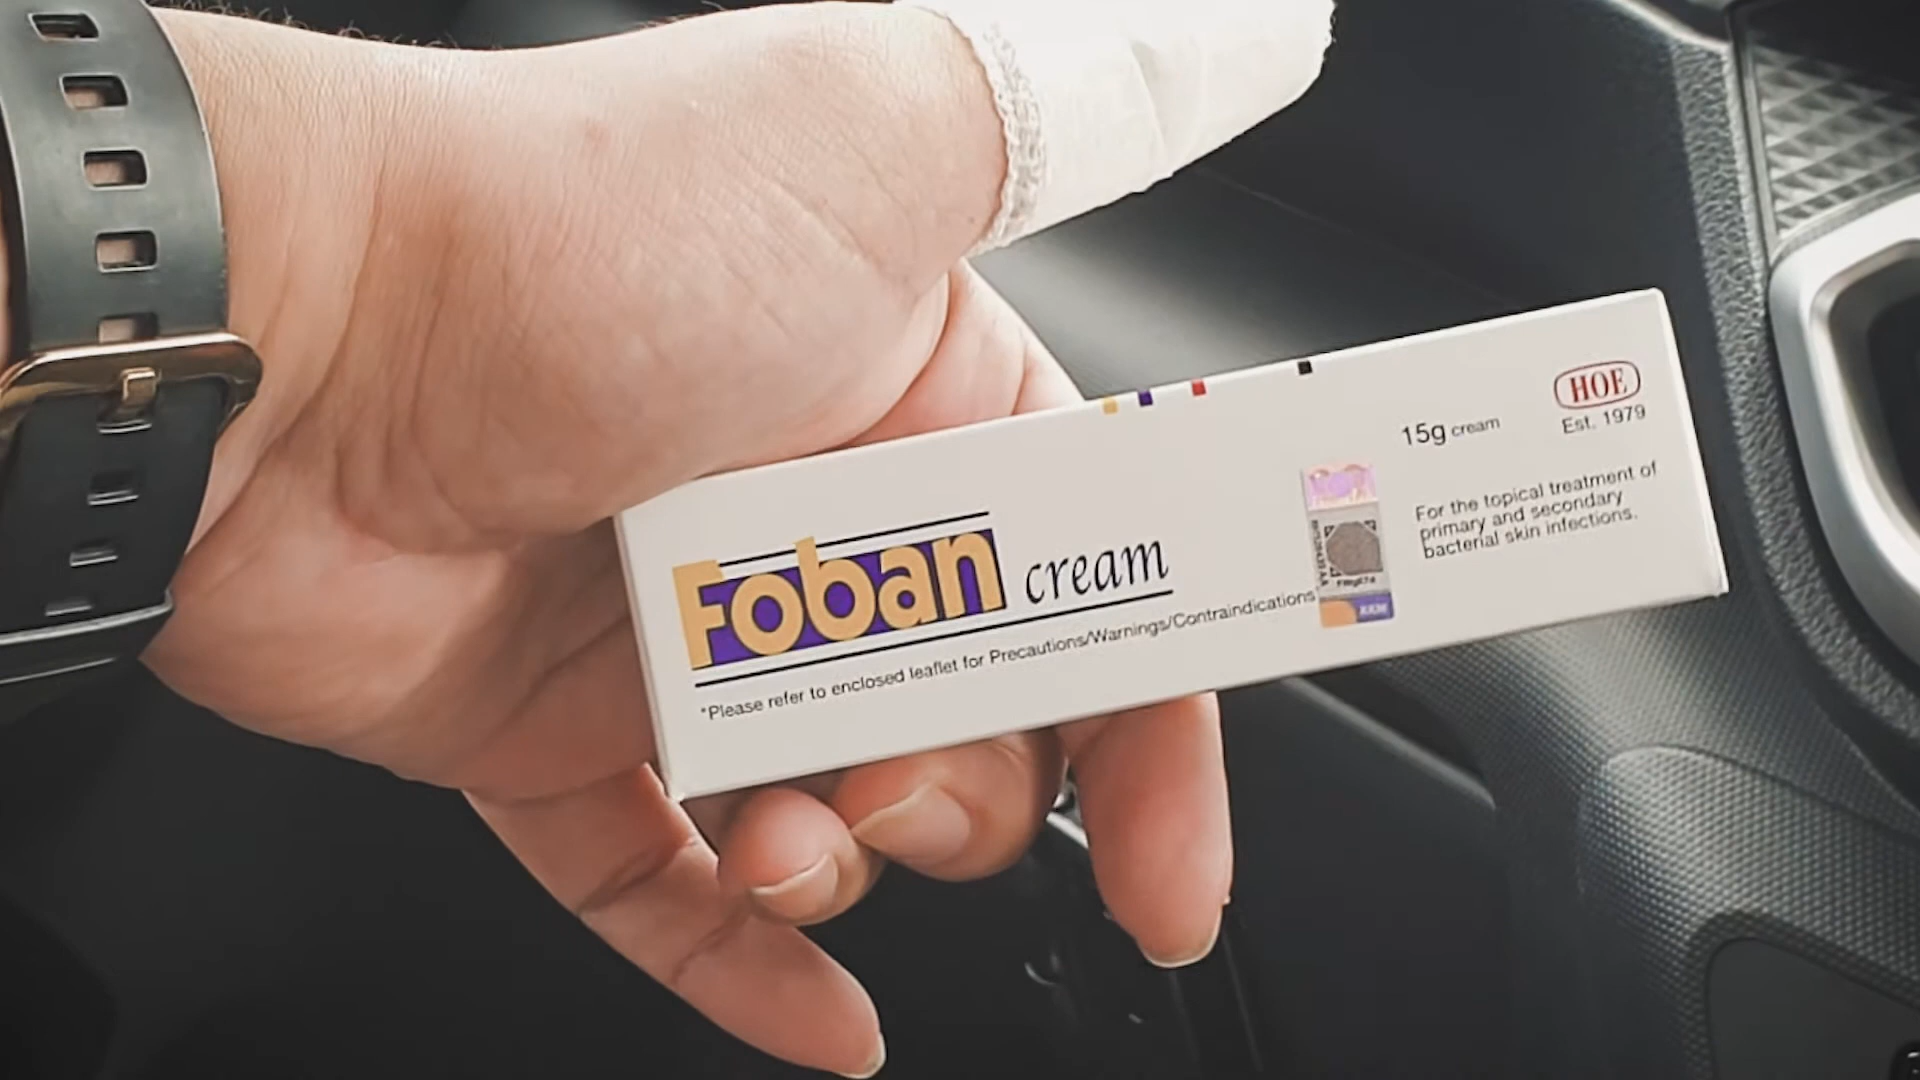 HOE
Est. 1979
15g cream
For the topical treatment of
primary and secondary
bacterial skin infections.
Foban cream
*Please refer to enclosed leaflet for Precautions/Warnings/Contraindications